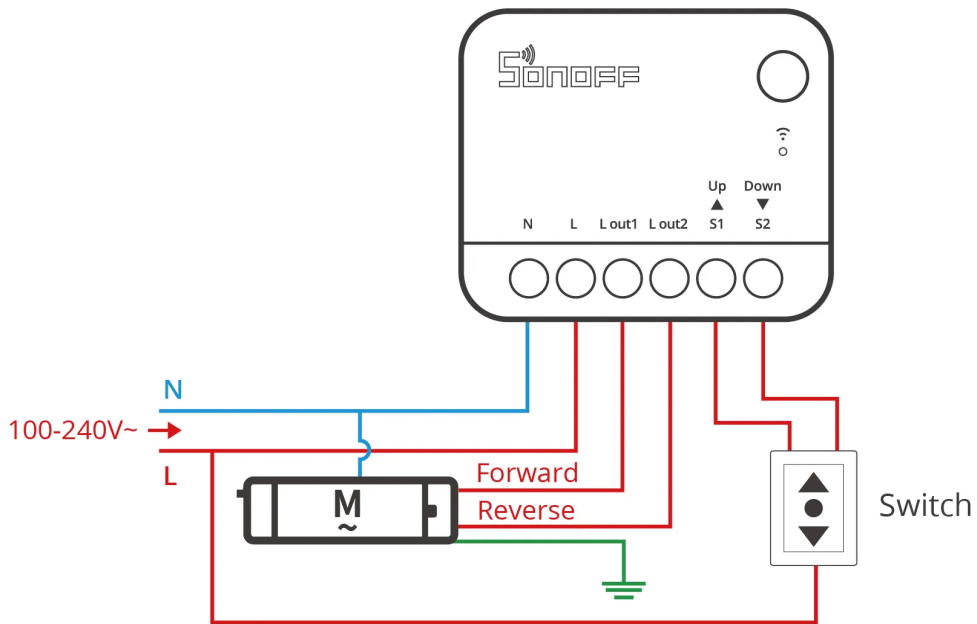 SONOFF
Up Down
N L L out1 L out2 S1 S2
N
100-240V~
L
Forward
M
~
Reverse
Switch